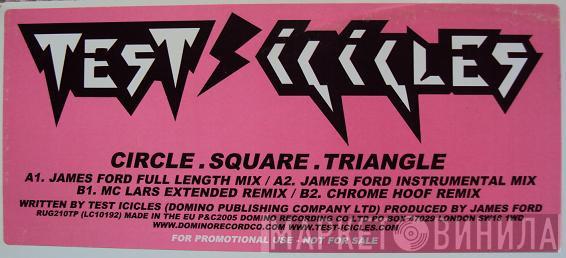 TEST ICICLES
CIRCLE . SQUARE . TRIANGLE
A1. JAMES FORD FULL LENGTH MIX / A2. JAMES FORD INSTRUMENTAL MIX
B1. MC LARS EXTENDED REMIX / B2. CHROME HOOF REMIX
WRITTEN BY TEST ICICLES (DOMINO PUBLISHING COMPANY LTD) PRODUCED BY JAMES FORD
RUG210TP (LC10192) MADE IN THE EU P&C2005 DOMINO RECORDING CO LTD PO BOX 47029 LONDON SW18 1WD
WWW.DOMINORECORDCO.COM WWW.TEST-ICICLES.COM
FOR PROMOTIONAL USE - NOT FOR SALE
МАРКЕТ ВИНИЛА